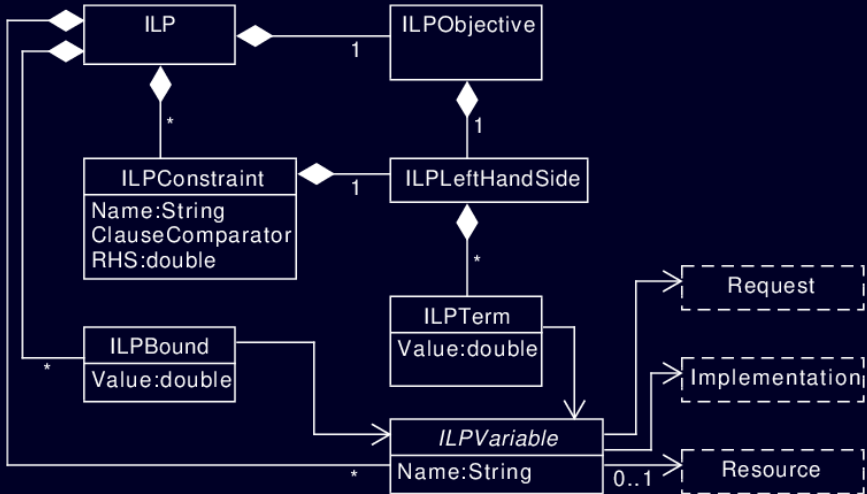 ILP
ILPObjective
1
1
*
ILPConstraint
Name:String
ClauseComparator
RHS:double
1
ILPLeftHandSide
*
Request
ILPTerm
Value:double
ILPBound
Value:double
*
Implementation
ILPVariable
Name:String
*
0..1
Resource